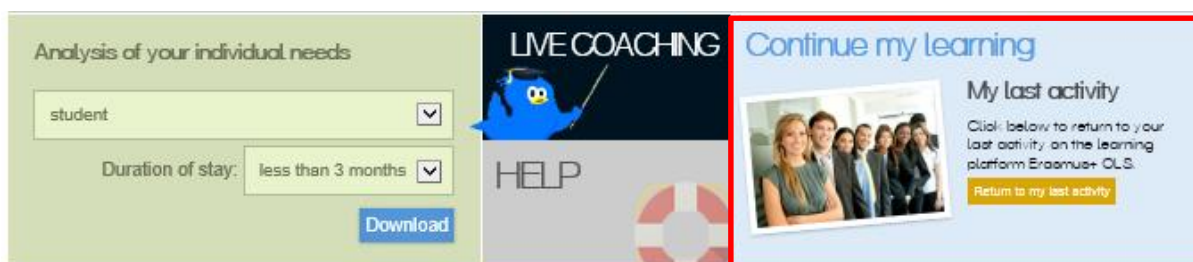 Analysis of your individual needs
student
Duration of stay: less than 3 months
Download
LIVE COACHING
HELP
Continue my learning
My last activity
Click below to return to your
last activity on the learning
platform Erasmus+ OLS.
Return to my last activity